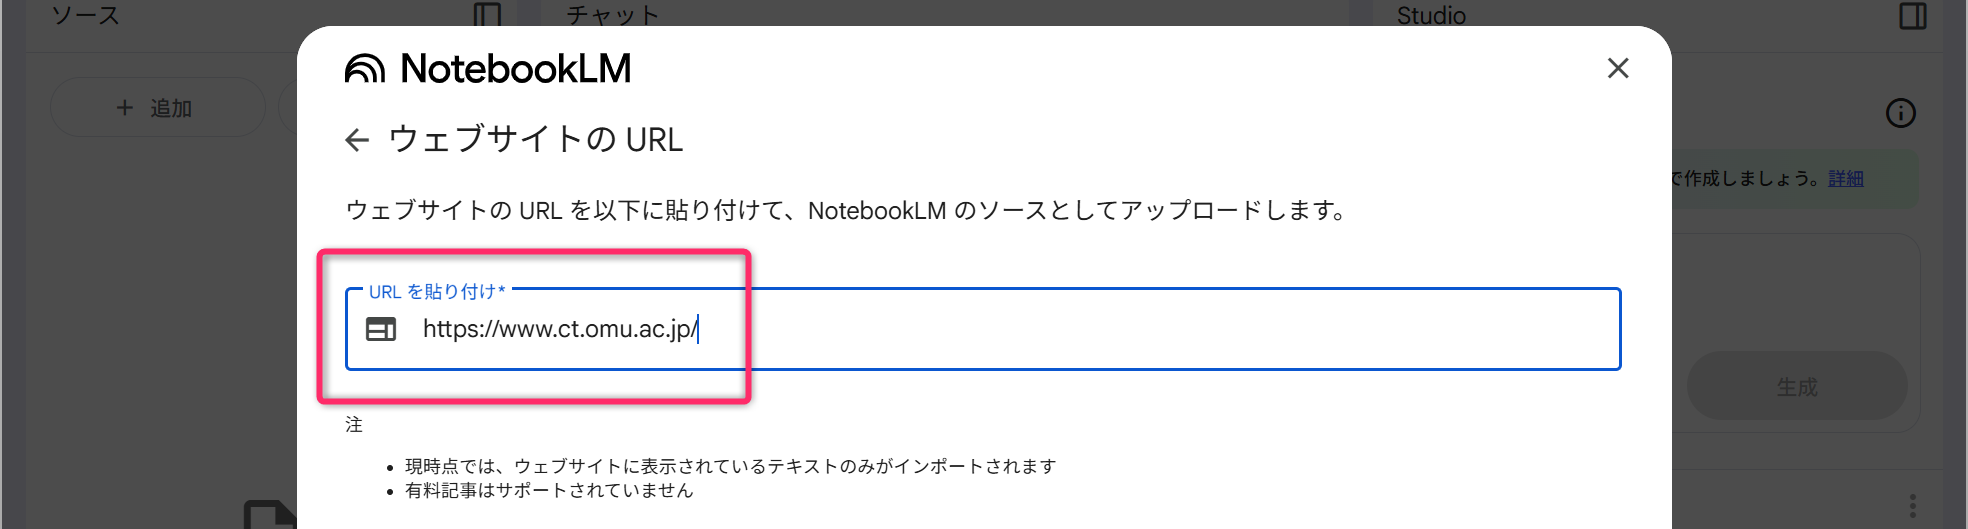 ソース
チャット
Studio
NotebookLM
＋ 追加
ウェブサイトの URL
で作成しましょう。詳細
ウェブサイトの URL を以下に貼り付けて、NotebookLM のソースとしてアップロードします。
URL を貼り付け*
https://www.ct.omu.ac.jp/
生成
注
• 現時点では、ウェブサイトに表示されているテキストのみがインポートされます
• 有料記事はサポートされていません